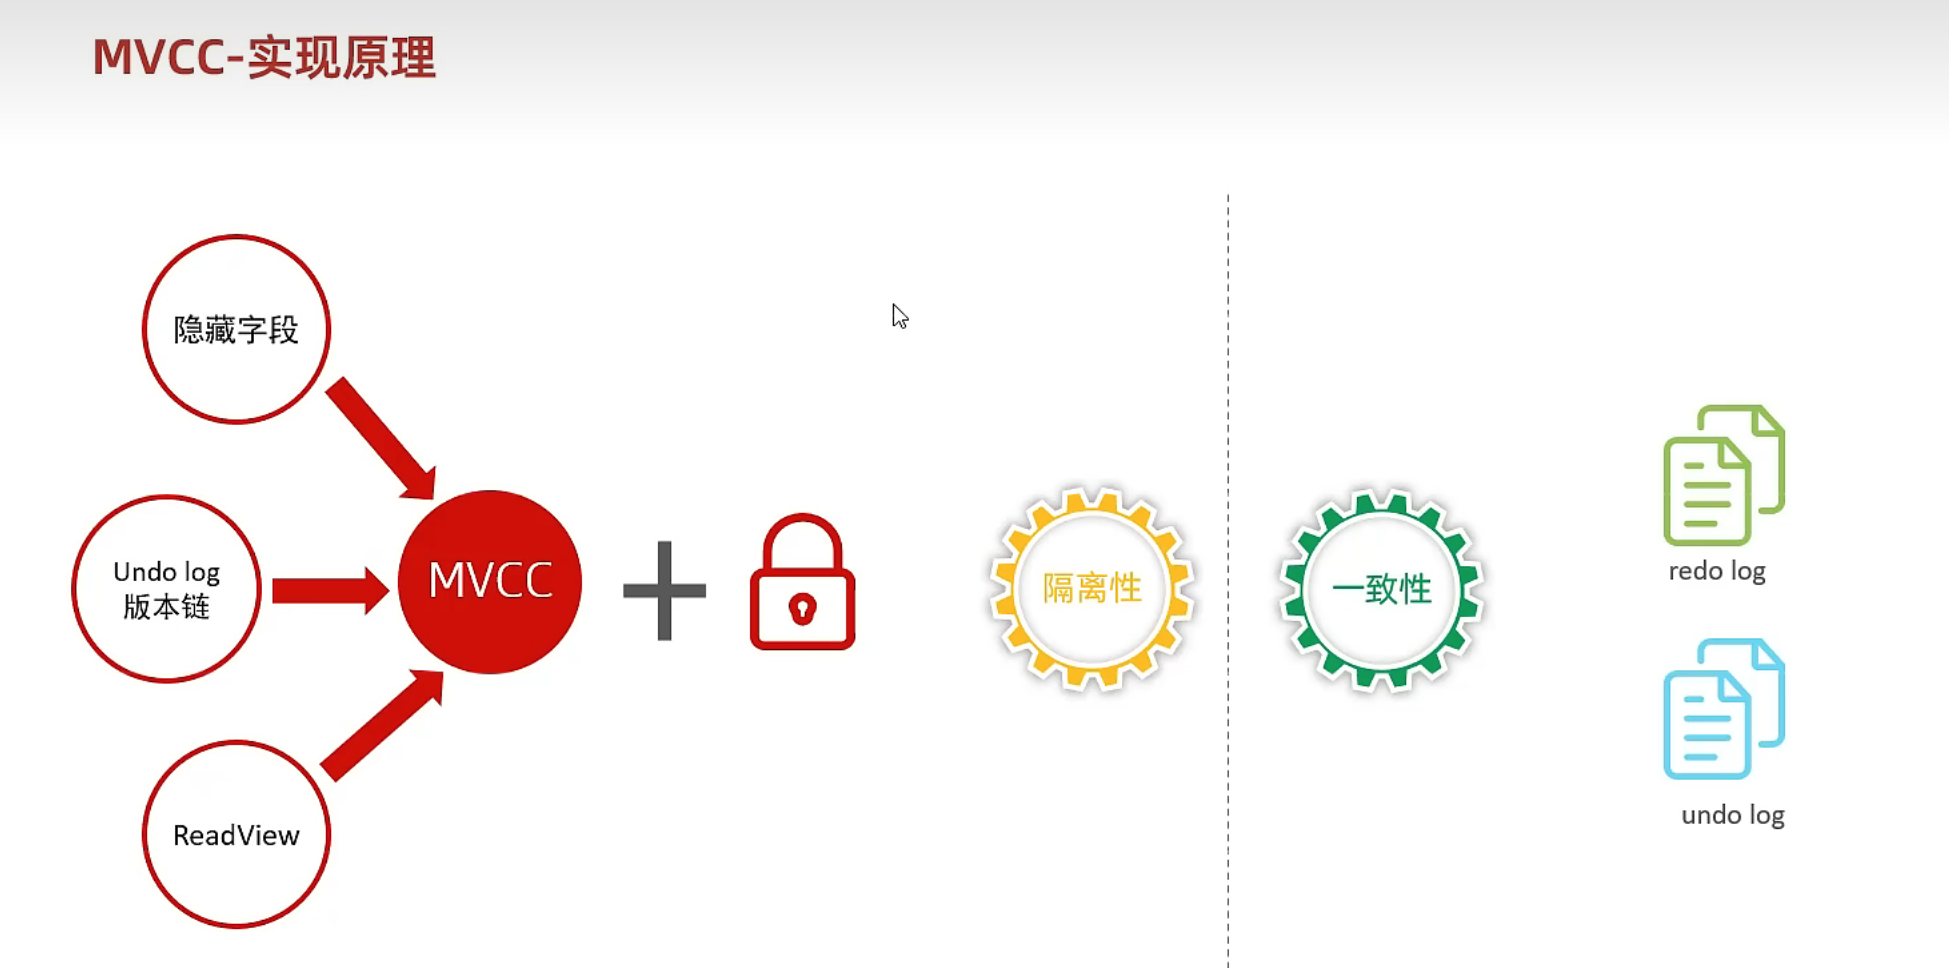 MVCC-实现原理
隐藏字段
Undo log
版本链
ReadView
MVCC
隔离性
一致性
redo log
undo log